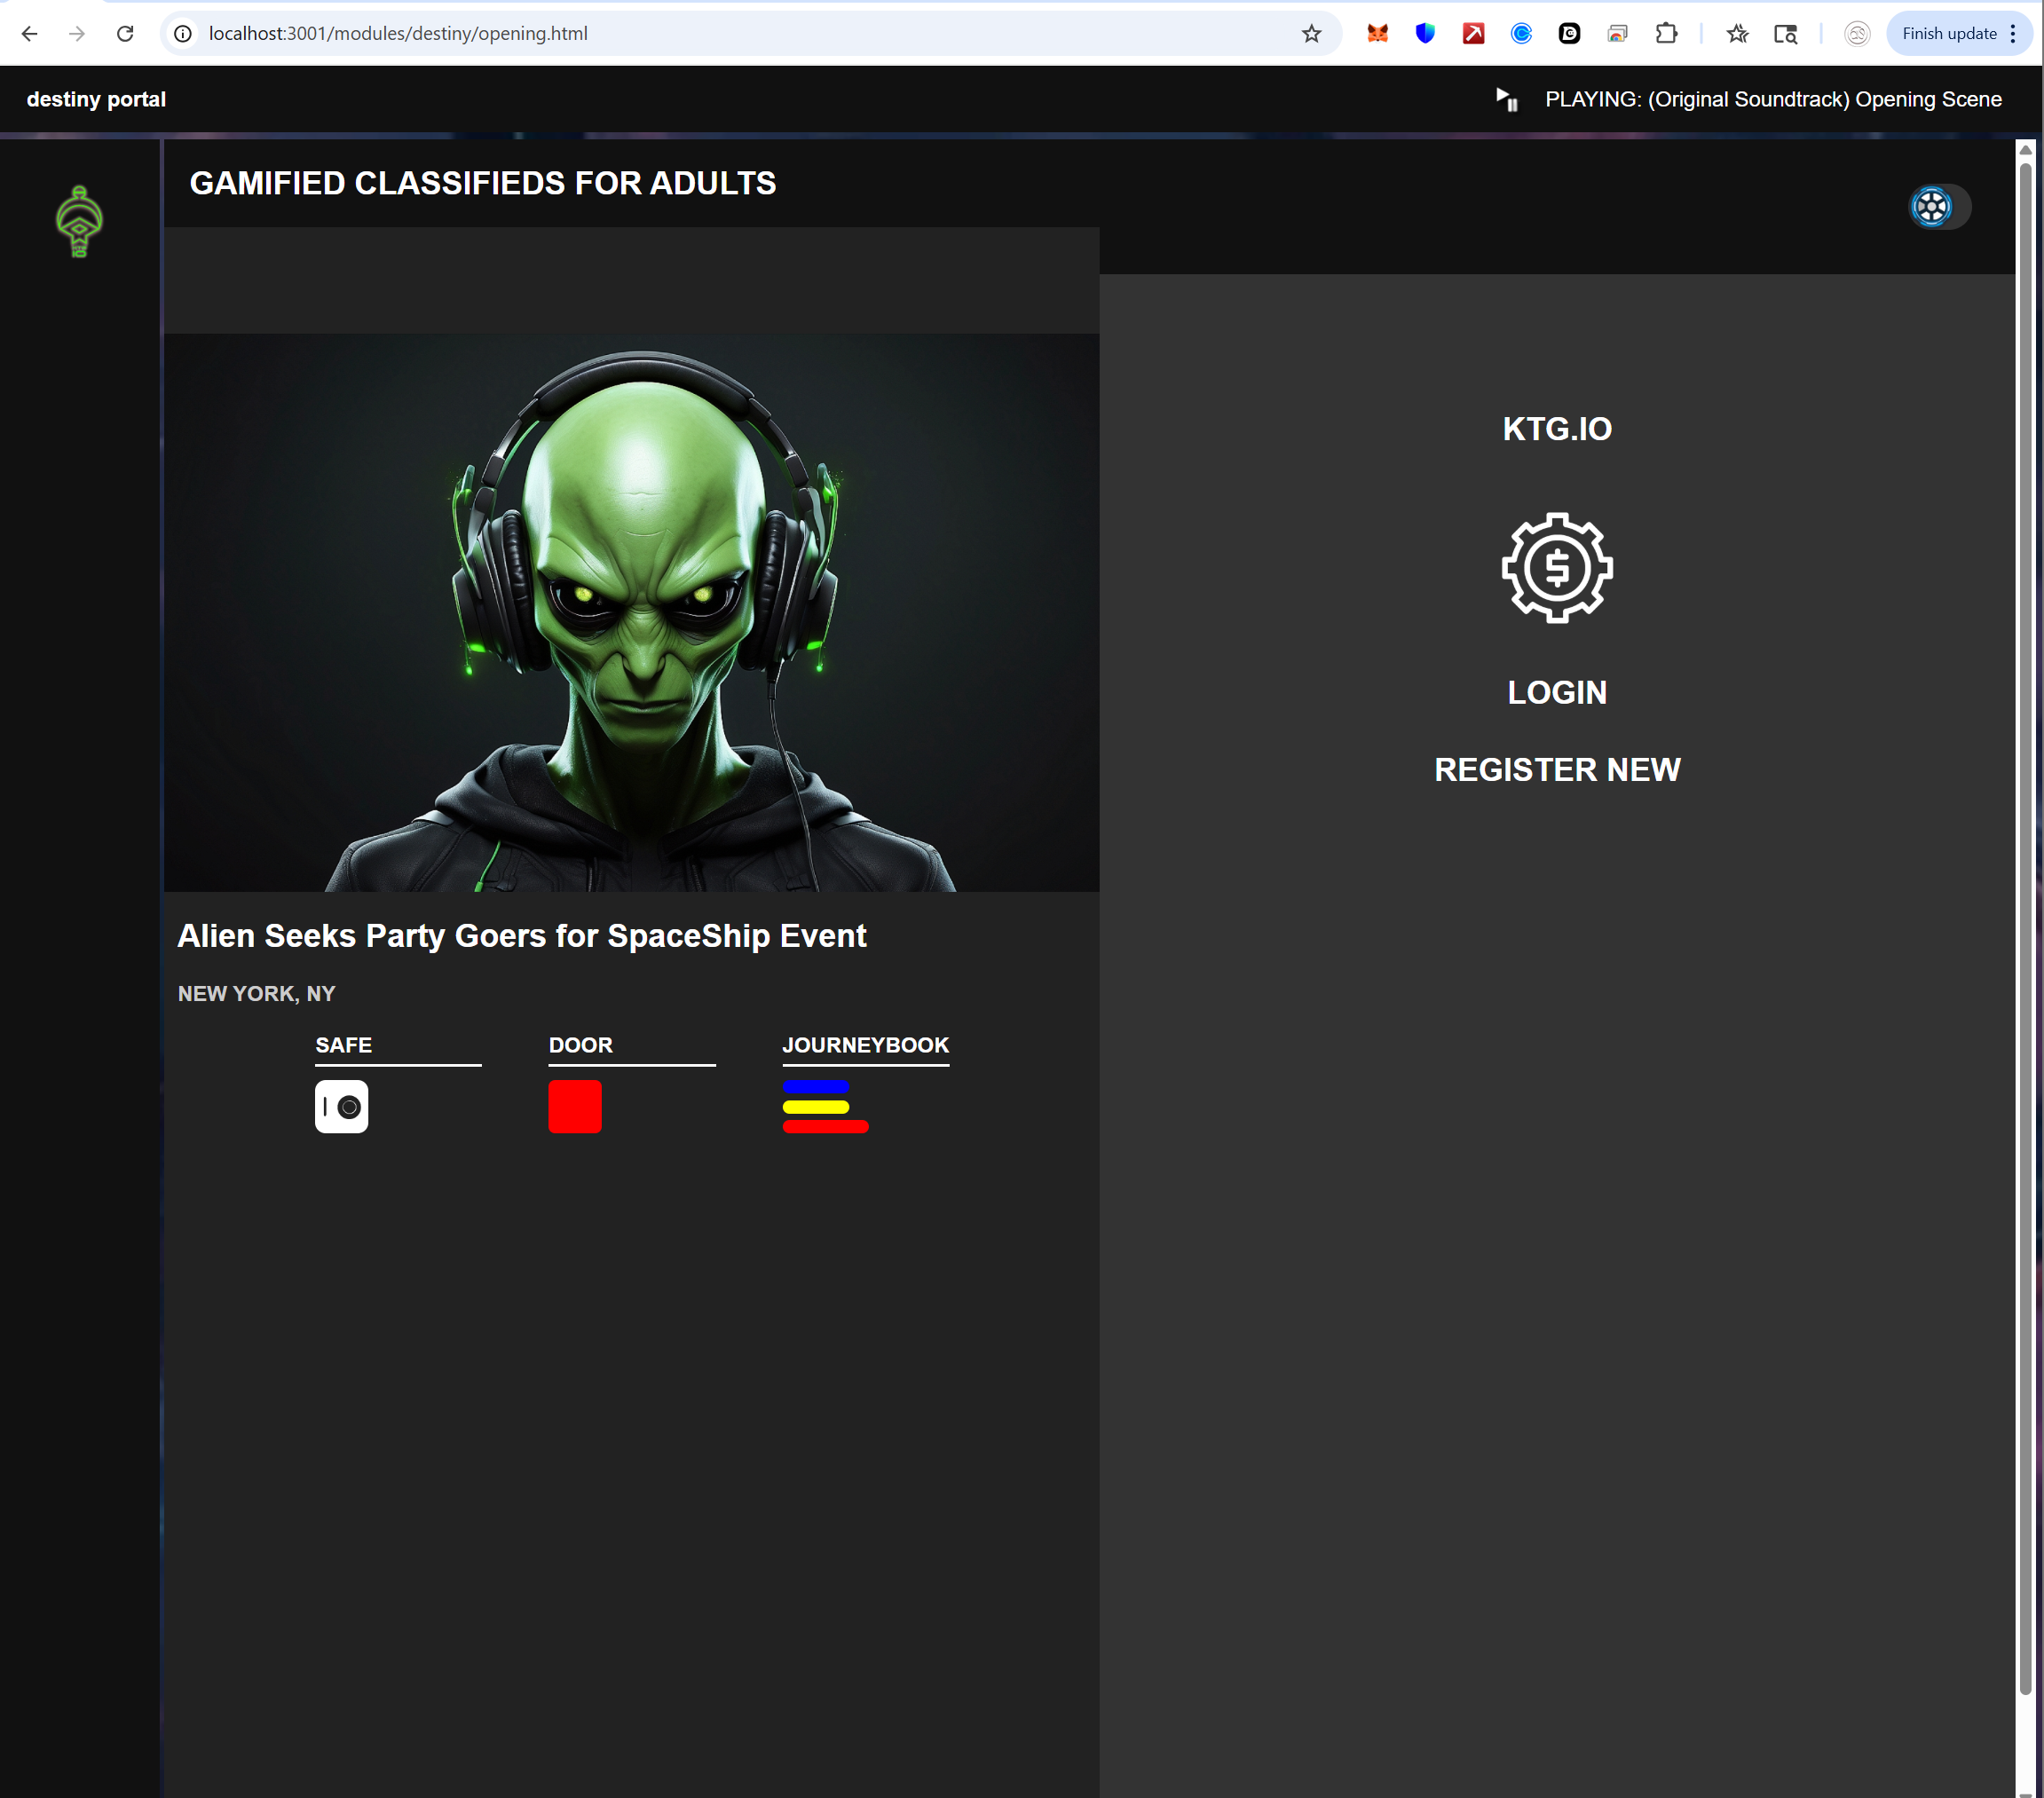 localhost:3001/modules/destiny/opening.html
Finish update
destiny portal
PLAYING: (Original Soundtrack) Opening Scene
GAMIFIED CLASSIFIEDS FOR ADULTS
KTG.IO
$
LOGIN
REGISTER NEW
Alien Seeks Party Goers for SpaceShip Event
NEW YORK, NY
SAFE
DOOR
JOURNEYBOOK